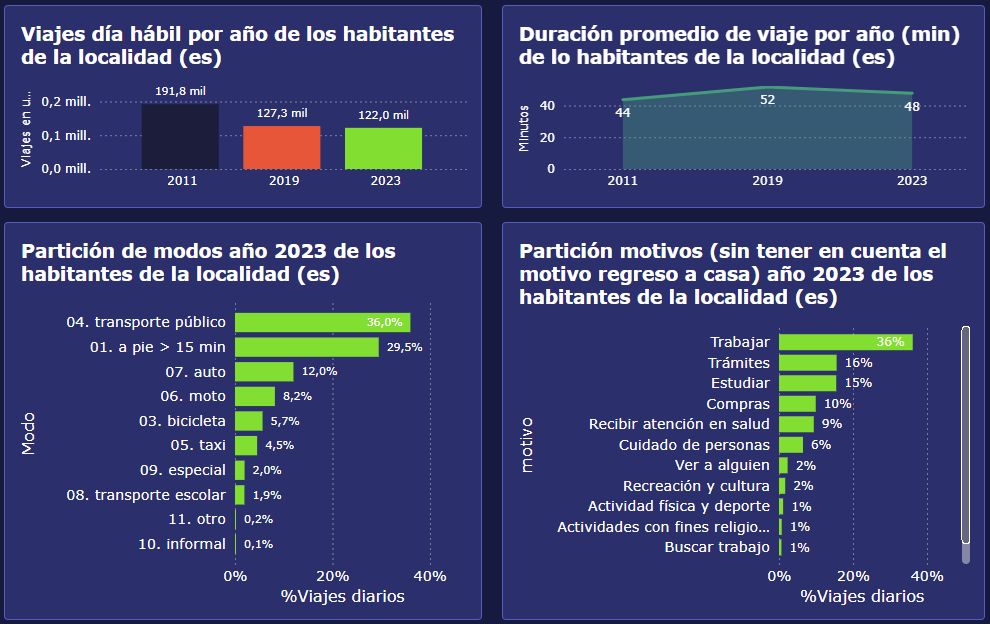 Viajes día hábil por año de los habitantes
de la localidad (es)
Viajes en u...
0,2 mill.
0,1 mill.
0,0 mill.
191,8 mil
127,3 mil
122,0 mil
2011
2019
2023
Duración promedio de viaje por año (min)
de lo habitantes de la localidad (es)
Minutos
40
20
0
44
52
48
2011
2019
2023
Partición de modos año 2023 de los
habitantes de la localidad (es)
Modo
04. transporte público 36,0%
01. a pie > 15 min 29,5%
07. auto 12,0%
06. moto 8,2%
03. bicicleta 5,7%
05. taxi 4,5%
09. especial 2,0%
08. transporte escolar 1,9%
11. otro 0,2%
10. informal 0,1%
0% 20% 40%
%Viajes diarios
Partición motivos (sin tener en cuenta el
motivo regreso a casa) año 2023 de los
habitantes de la localidad (es)
motivo
Trabajar 36%
Trámites 16%
Estudiar 15%
Compras 10%
Recibir atención en salud 9%
Cuidado de personas 6%
Ver a alguien 2%
Recreación y cultura 2%
Actividad física y deporte 1%
Actividades con fines religio... 1%
Buscar trabajo 1%
0% 20% 40%
%Viajes diarios